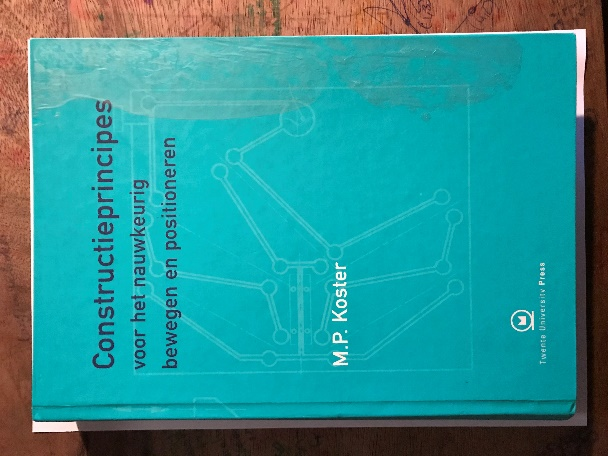 Constructieprincipes
voor het nauwkeurig
bewegen en positioneren
M.P. Koster
Twente University Press